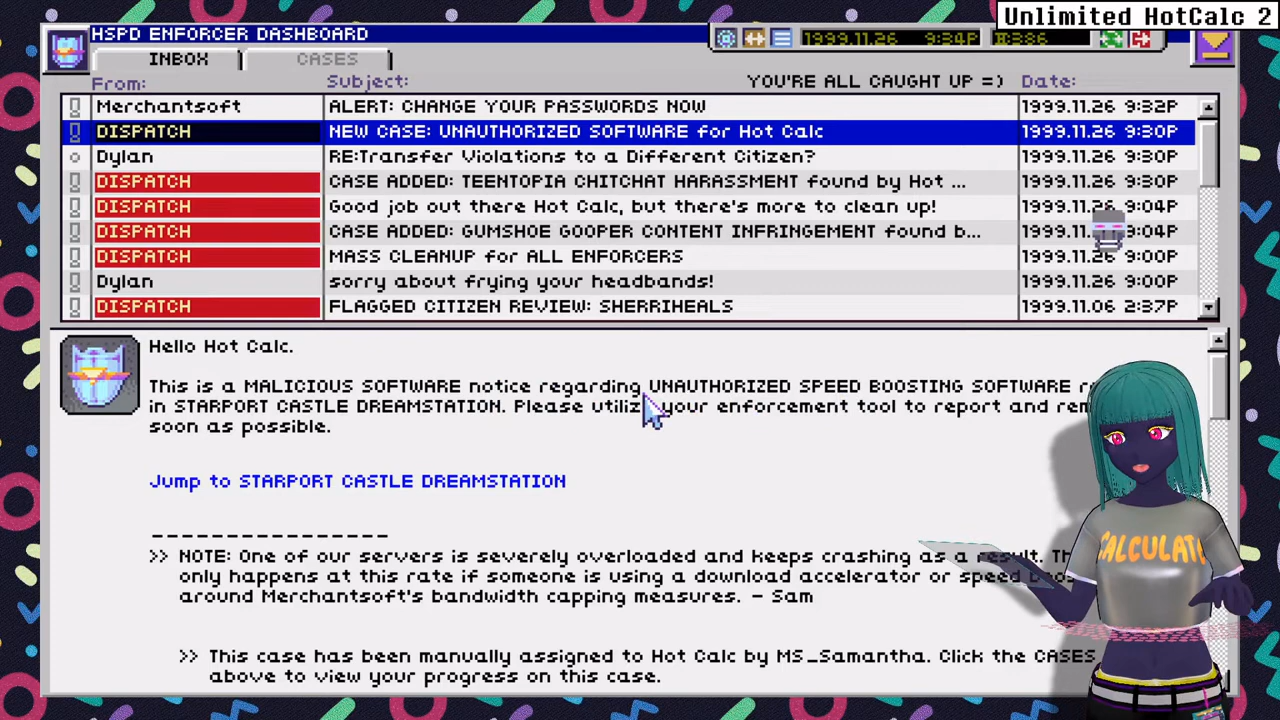 Unlimited HotCalc 2
HSPD ENFORCER DASHBOARD
1999.11.26 9:34P
386
INBOX
CASES
From:
Subject:
YOU'RE ALL CAUGHT UP =)
Date:
Merchantsoft ALERT: CHANGE YOUR PASSWORDS NOW 1999.11.26 9:32P
DISPATCH NEW CASE: UNAUTHORIZED SOFTWARE for Hot Calc 1999.11.26 9:30P
Dylan RE:Transfer Violations to a Different Citizen? 1999.11.26 9:30P
DISPATCH CASE ADDED: TEENTOPIA CHITCHAT HARASSMENT found by Hot ... 1999.11.26 9:30P
DISPATCH Good job out there Hot Calc, but there's more to clean up! 1999.11.26 9:04P
DISPATCH CASE ADDED: GUMSHOE GOOPER CONTENT INFRINGEMENT found b... 1999.11. 9:04P
DISPATCH MASS CLEANUP for ALL ENFORCERS 1999.11.26 9:00P
Dylan sorry about frying your headbands! 1999.11.26 9:00P
DISPATCH FLAGGED CITIZEN REVIEW: SHERRIHEALS 1999.11.06 2:37P
Hello Hot Calc.
This is a MALICIOUS SOFTWARE notice regarding UNAUTHORIZED SPEED BOOSTING SOFTWARE
in STARPORT CASTLE DREAMSTATION. Please utilize your enforcement tool to report and
soon as possible.
Jump to STARPORT CASTLE DREAMSTATION
----------------
>> NOTE: One of our servers is severely overloaded and keeps crashing as a result.
only happens at this rate if someone is using a download accelerator or speed
around Merchantsoft's bandwidth capping measures. - Sam
>> This case has been manually assigned to Hot Calc by MS_Samantha. Click the CASES
above to view your progress on this case.
CALCULATE